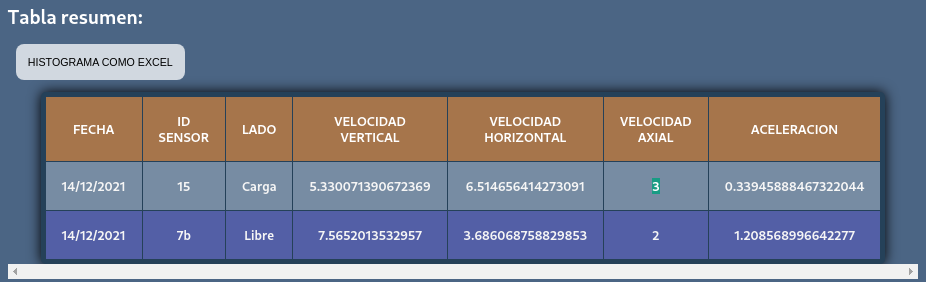 Tabla resumen:
HISTOGRAMA COMO EXCEL
FECHA ID SENSOR LADO VELOCIDAD VERTICAL VELOCIDAD HORIZONTAL VELOCIDAD AXIAL ACELERACION
14/12/2021 15 Carga 5.330071390672369 6.514656414273091 3 0.33945888467322044
14/12/2021 7b Libre 7.5652013532957 3.686068758829853 2 1.208568996642277